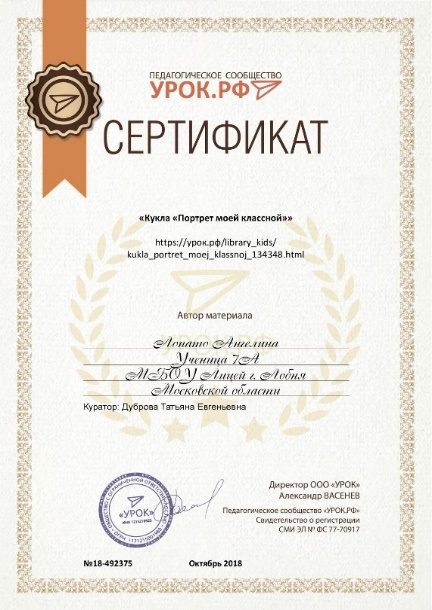 ПЕДАГОГИЧЕСКОЕ СООБЩЕСТВО
УРОК.РФ
СЕРТИФИКАТ
«Кукла «Портрет моей классной»»
https://урок.рф/library_kids/
kukla_portret_moej_klassnoj_134348.html
Автор материала
Лопато Ангелина
Ученица 7А
МБОУ Лицей г. Лобня
Московской области
Куратор: Дуброва Татьяна Евгеньевна
Директор ООО «УРОК»
Александр ВАСЕНЕВ
Педагогическое сообщество «УРОК.РФ»
Свидетельство о регистрации
СМИ ЭЛ № ФС 77-70917
«УРОК»
№18-492375
Октябрь 2018